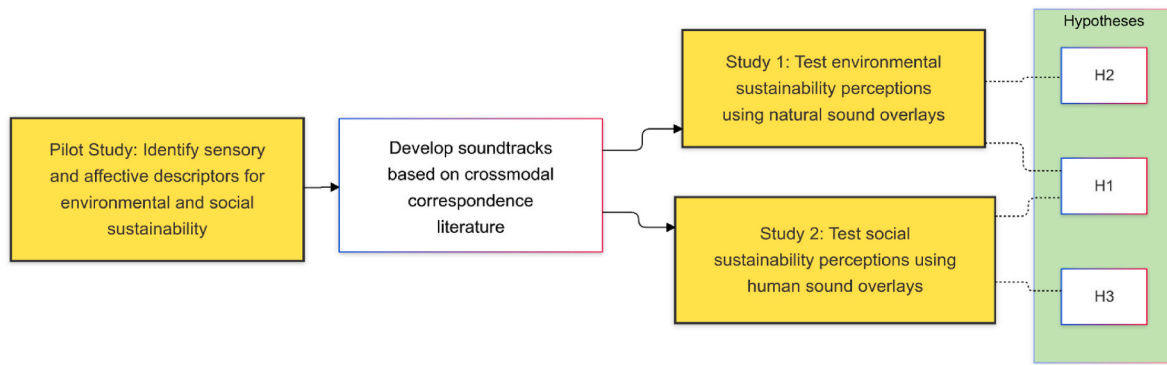 Pilot Study: Identify sensory
and affective descriptors for
environmental and social
sustainability
Develop soundtracks
based on crossmodal
correspondence
literature
Study 1: Test environmental
sustainability perceptions
using natural sound overlays
Study 2: Test social
sustainability perceptions using
human sound overlays
Hypotheses
H2
H1
H3